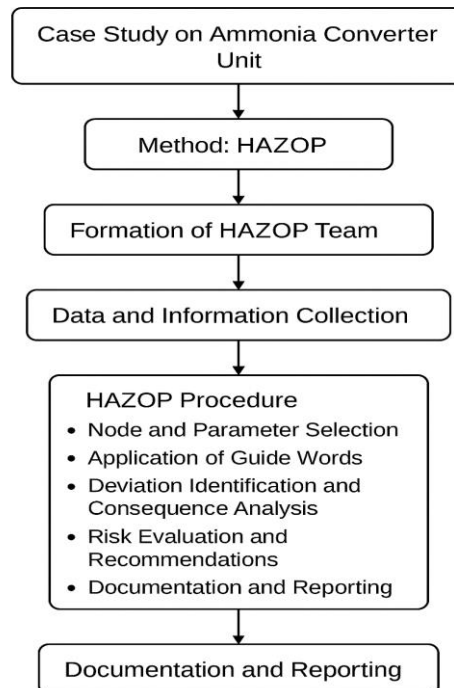 Case Study on Ammonia Converter
Unit
Method: HAZOP
Formation of HAZOP Team
Data and Information Collection
HAZOP Procedure
• Node and Parameter Selection
• Application of Guide Words
• Deviation Identification and
Consequence Analysis
• Risk Evaluation and
Recommendations
• Documentation and Reporting
Documentation and Reporting